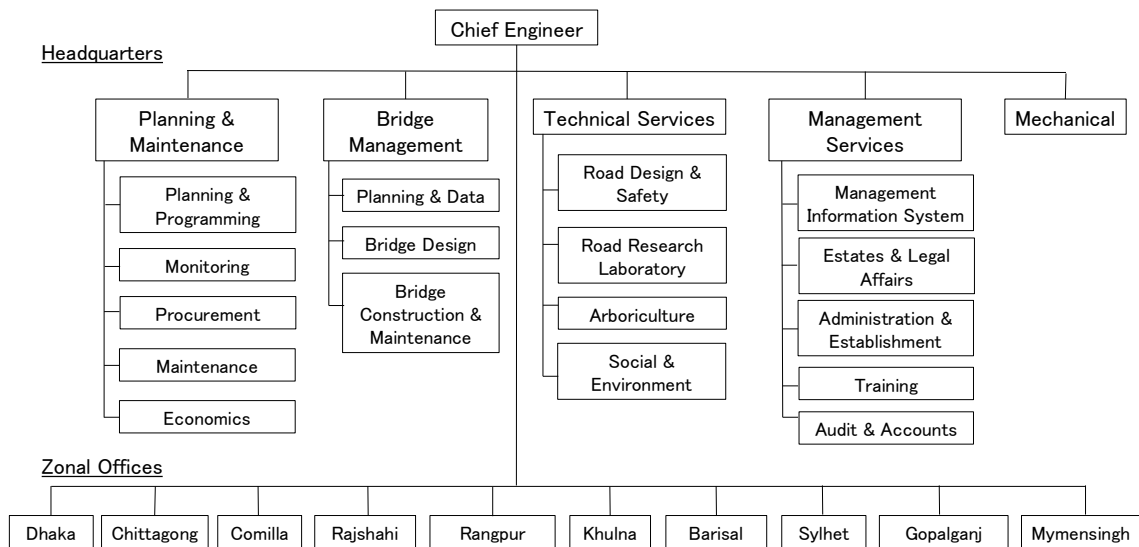 Chief Engineer
Headquarters
Planning &
Maintenance
Bridge
Management
Technical Services
Management
Services
Mechanical
Planning &
Programming
Monitoring
Procurement
Maintenance
Economics
Planning & Data
Bridge Design
Bridge
Construction &
Maintenance
Road Design &
Safety
Road Research
Laboratory
Arboriculture
Social &
Environment
Management
Information System
Estates & Legal
Affairs
Administration &
Establishment
Training
Audit & Accounts
Zonal Offices
Dhaka
Chittagong
Comilla
Rajshahi
Rangpur
Khulna
Barisal
Sylhet
Gopalganj
Mymensingh